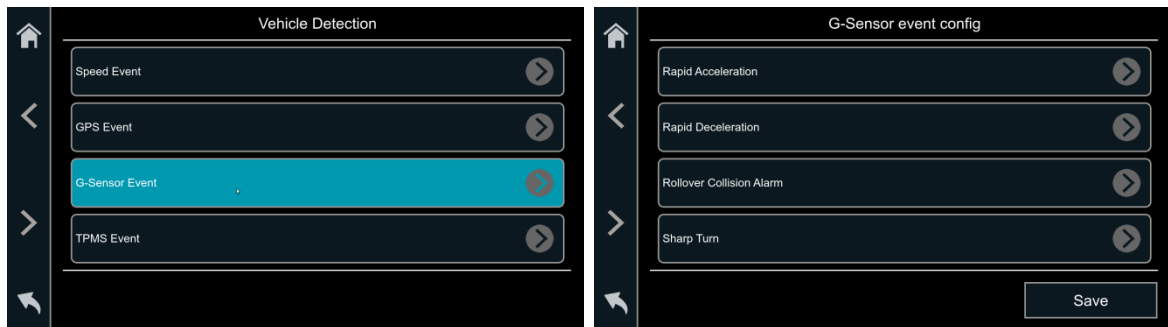 Vehicle Detection
Speed Event
GPS Event
G-Sensor Event
TPMS Event
G-Sensor event config
Rapid Acceleration
Rapid Deceleration
Rollover Collision Alarm
Sharp Turn
Save